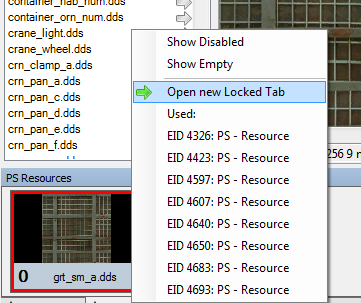 container_hab_num.dds
container_orn_num.dds
crane_light.dds
crane_wheel.dds
crn_clamp_a.dds
crn_pan_a.dds
crn_pan_c.dds
crn_pan_d.dds
crn_pan_e.dds
crn_pan_f.dds
Show Disabled
Show Empty
Open new Locked Tab
Used:
EID 4326: PS - Resource
EID 4423: PS - Resource
EID 4597: PS - Resource
EID 4607: PS - Resource
EID 4640: PS - Resource
EID 4650: PS - Resource
EID 4683: PS - Resource
EID 4693: PS - Resource
256 9
PS Resources
0
grt_sm_a.dds